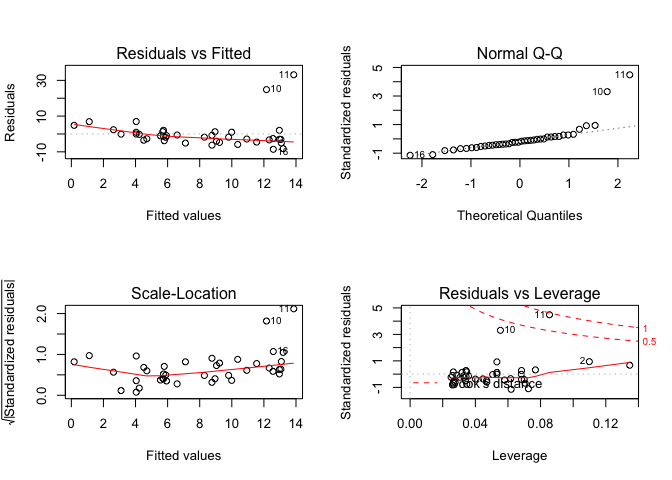 Residuals vs Fitted
Residuals
30
10
-10
11
10
16
0 2 4 6 8 10 12 14
Fitted values
Normal Q-Q
Standardized residuals
5
3
1
-1
11
10
16
-2 -1 0 1 2
Theoretical Quantiles
Scale-Location
√|Standardized residuals|
2.0
1.0
0.0
11
10
16
0 2 4 6 8 10 12 14
Fitted values
Residuals vs Leverage
Standardized residuals
5
3
1
-1
11
10
2
1
0.5
Cook's distance
0.00 0.04 0.08 0.12
Leverage